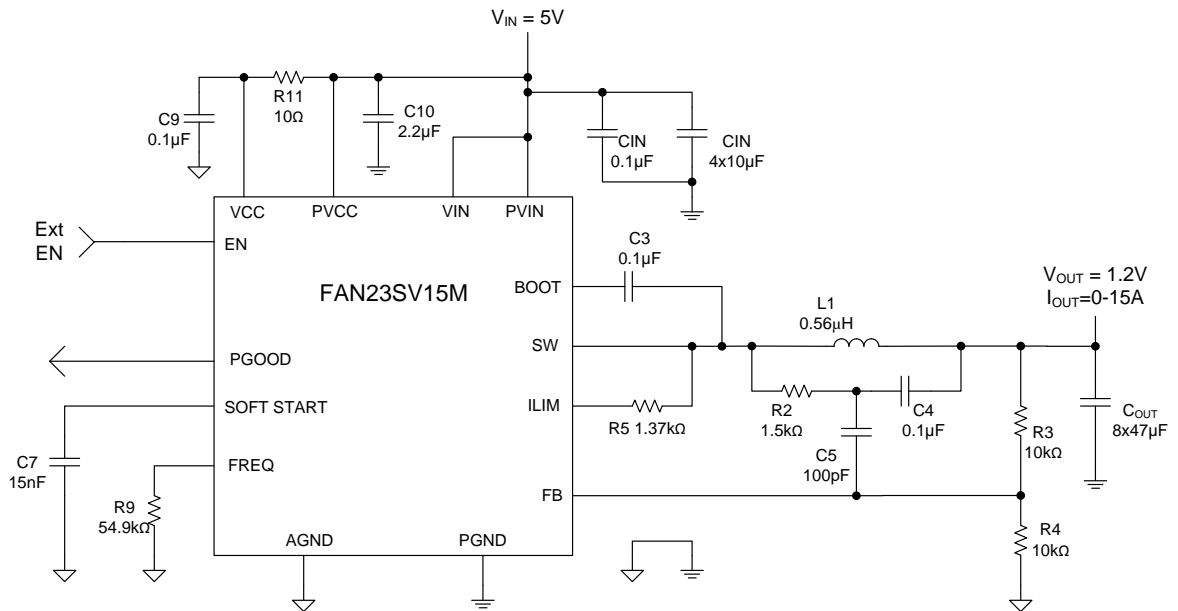 VIN = 5V
R11
10Ω
C9
0.1µF
C10
2.2µF
CIN
0.1µF
CIN
4x10µF
VCC
PVCC
VIN
PVIN
Ext
EN
EN
FAN23SV15M
C3
0.1µF
BOOT
VOUT = 1.2V
IOUT=0-15A
L1
0.56µH
SW
PGOOD
SOFT START
ILIM
R5 1.37kΩ
R2
1.5kΩ
C4
0.1µF
R3
10kΩ
COUT
8x47µF
C7
15nF
FREQ
C5
100pF
FB
R9
54.9kΩ
R4
10kΩ
AGND
PGND